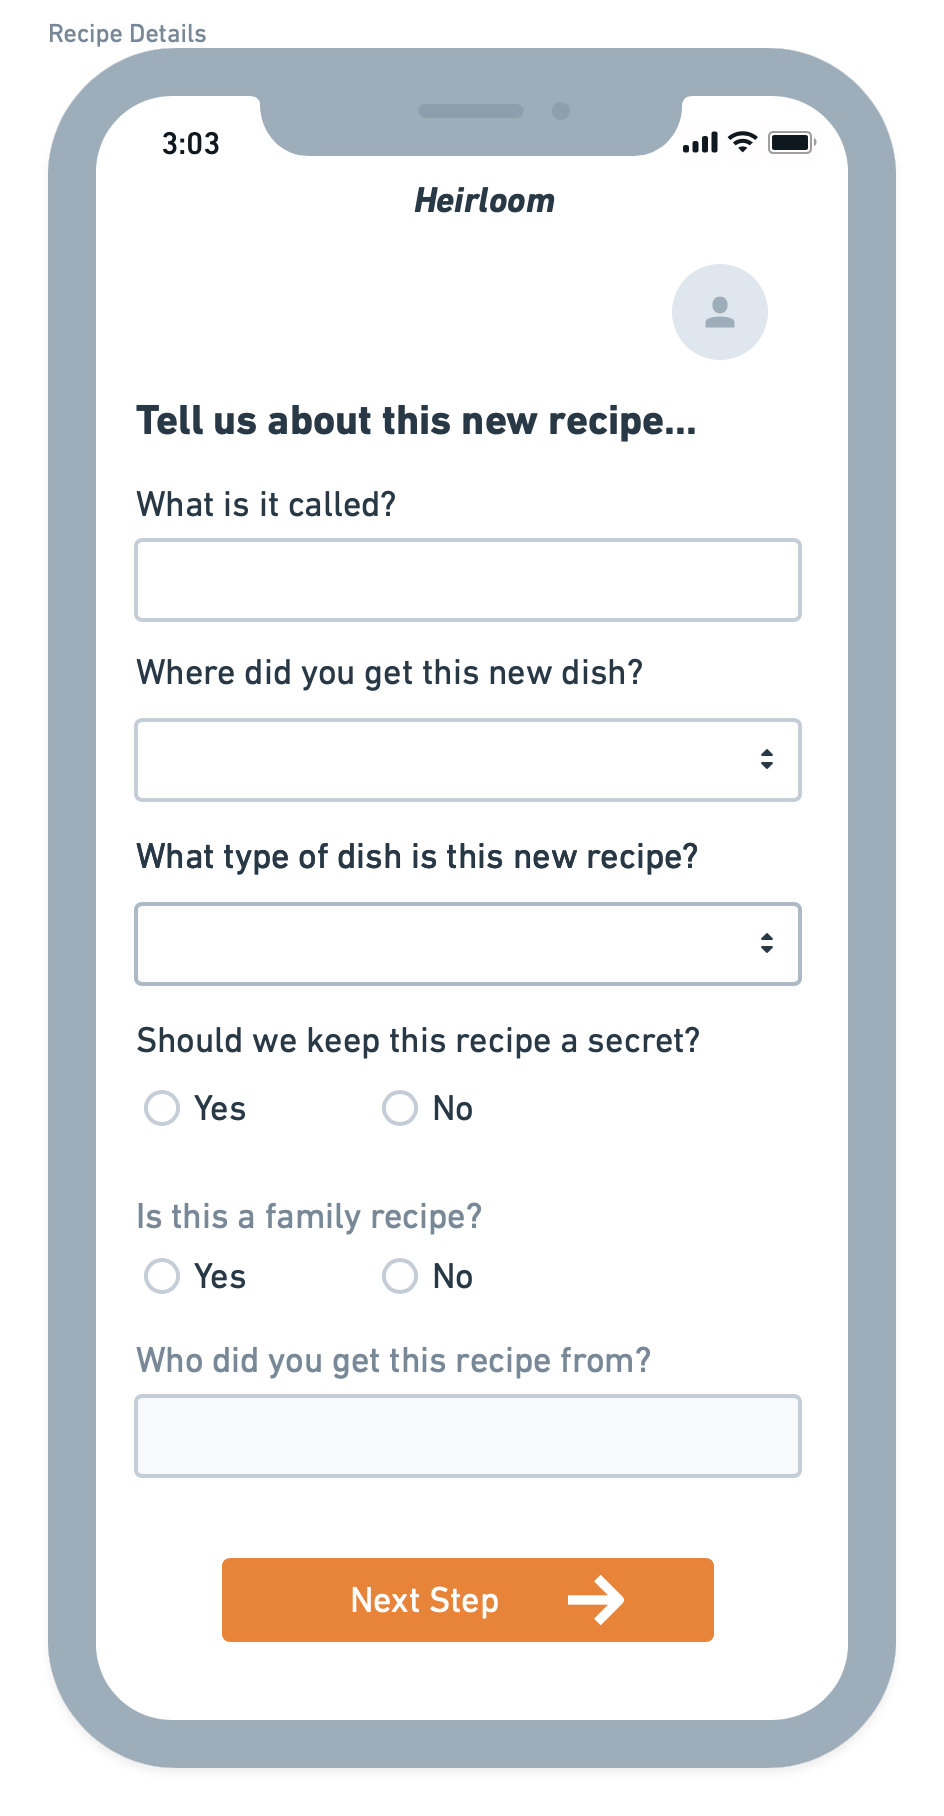 Recipe Details
3:03
Heirloom
Tell us about this new recipe...
What is it called?
Where did you get this new dish?
What type of dish is this new recipe?
Should we keep this recipe a secret?
Yes No
Is this a family recipe?
Yes No
Who did you get this recipe from?
Next Step